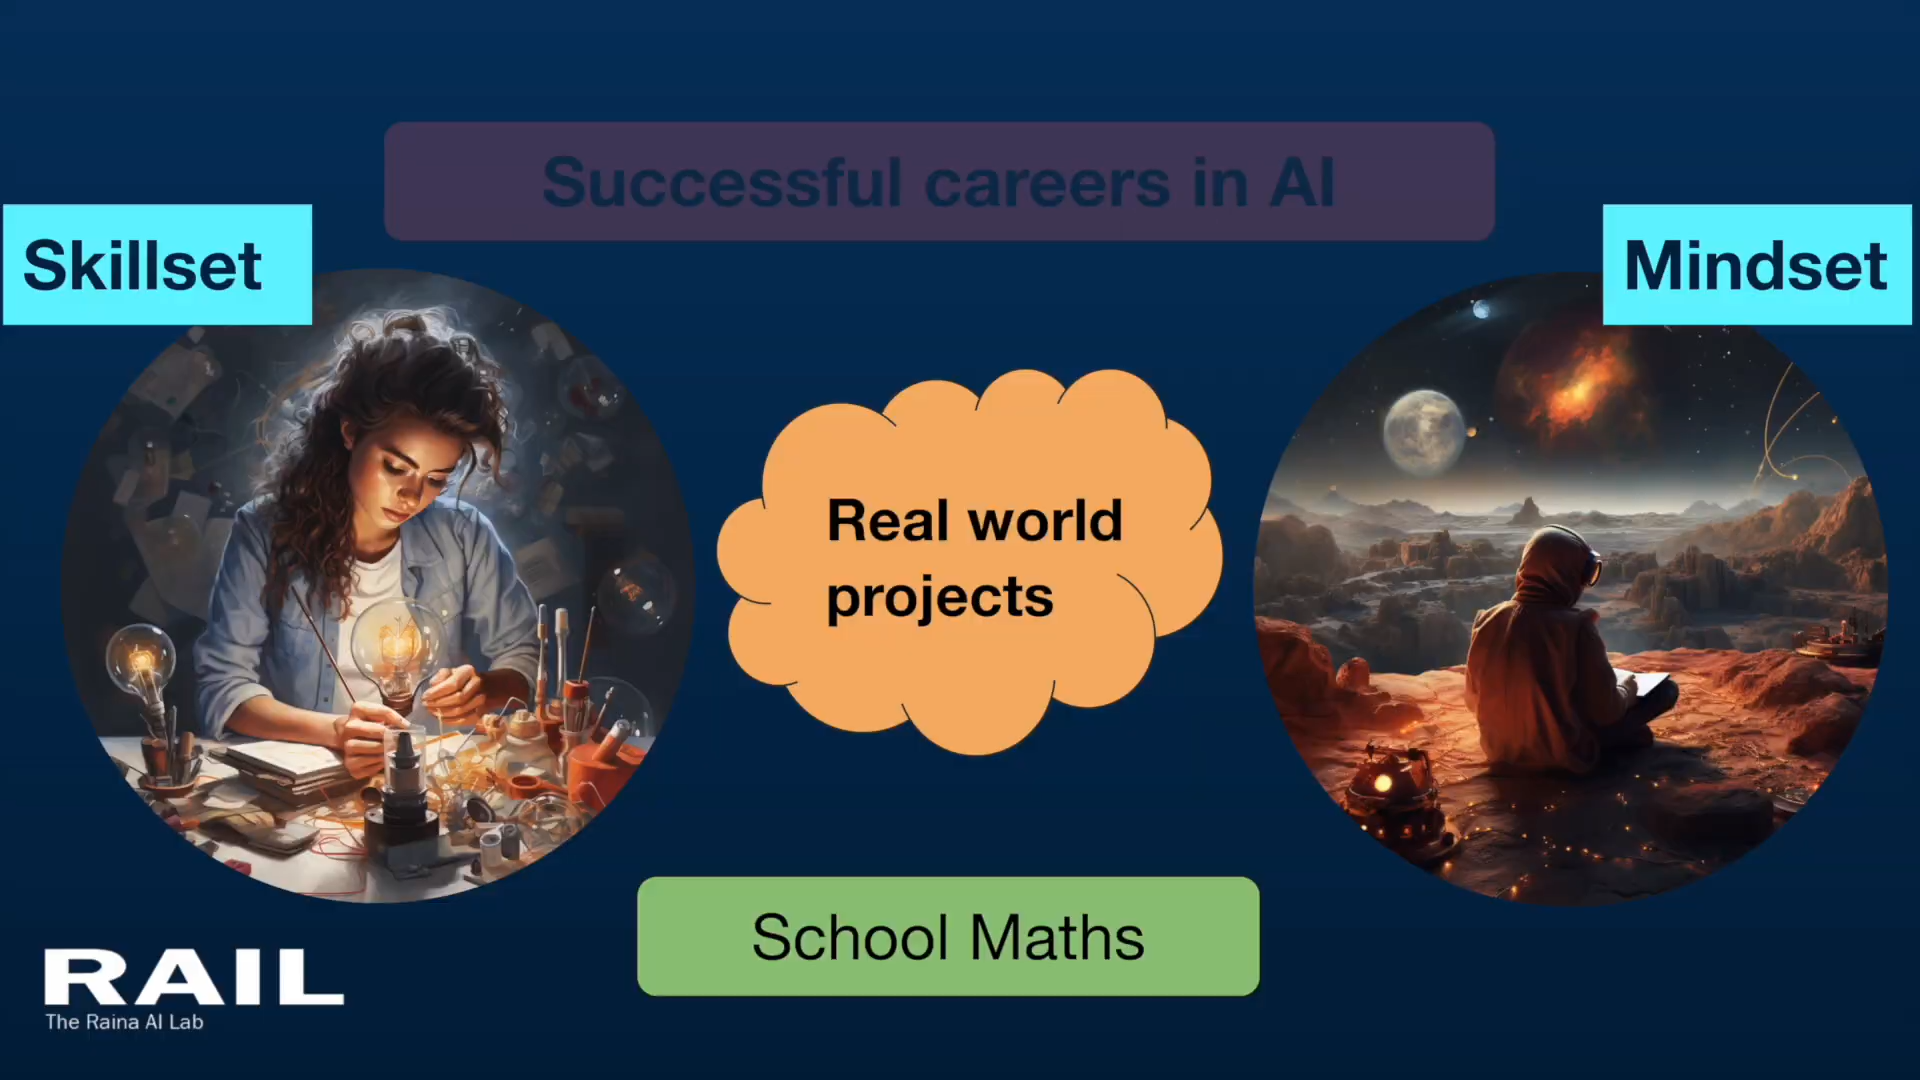 Successful careers in AI
Skillset
Mindset
Real world
projects
School Maths
RAIL
The Raina AI Lab